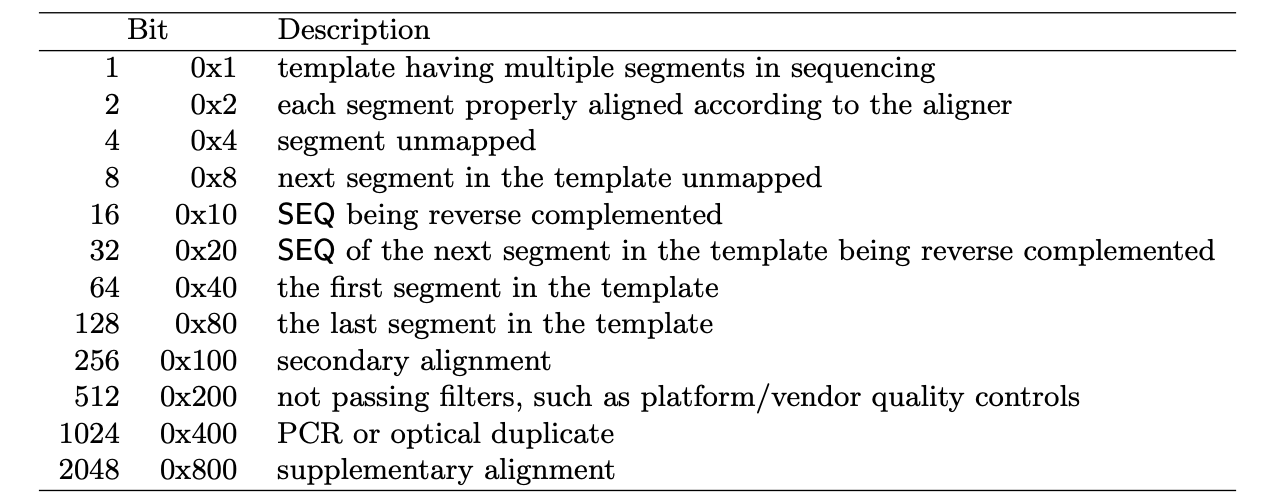 Bit Description
1 0x1 template having multiple segments in sequencing
2 0x2 each segment properly aligned according to the aligner
4 0x4 segment unmapped
8 0x8 next segment in the template unmapped
16 0x10 SEQ being reverse complemented
32 0x20 SEQ of the next segment in the template being reverse complemented
64 0x40 the first segment in the template
128 0x80 the last segment in the template
256 0x100 secondary alignment
512 0x200 not passing filters, such as platform/vendor quality controls
1024 0x400 PCR or optical duplicate
2048 0x800 supplementary alignment